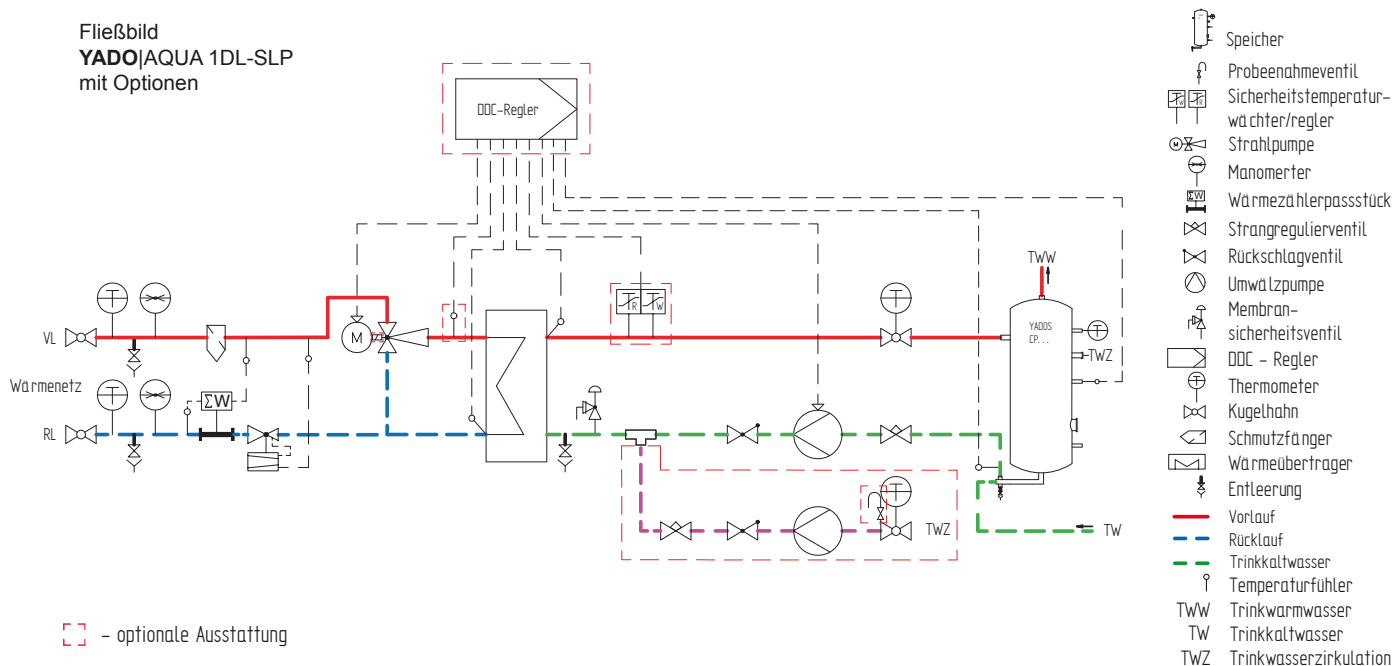 Fließbild
YADO|AQUA 1DL-SLP
mit Optionen
DDC-Regler
TWW
YADOS
CP...
TWZ
R
W
M
VL
T
T
T
Wärmenetz
T
ΣW
RL
T
TWZ
TW
- optionale Ausstattung
Speicher
Probeenahmeventil
W
R
Sicherheitstemperatur-
wächter/regler
M
Strahlpumpe
Manomerter
ΣW
Wärmezählerpassstück
Strangregulierventil
Rückschlagventil
Umwälzpumpe
Membran-
sicherheitsventil
DDC - Regler
T
Thermometer
Kugelhahn
Schmutzfänger
Wärmeübertrager
Entleerung
Vorlauf
Rücklauf
Trinkkaltwasser
Temperaturfühler
TWW Trinkwarmwasser
TW Trinkkaltwasser
TWZ Trinkwasserzirkulation